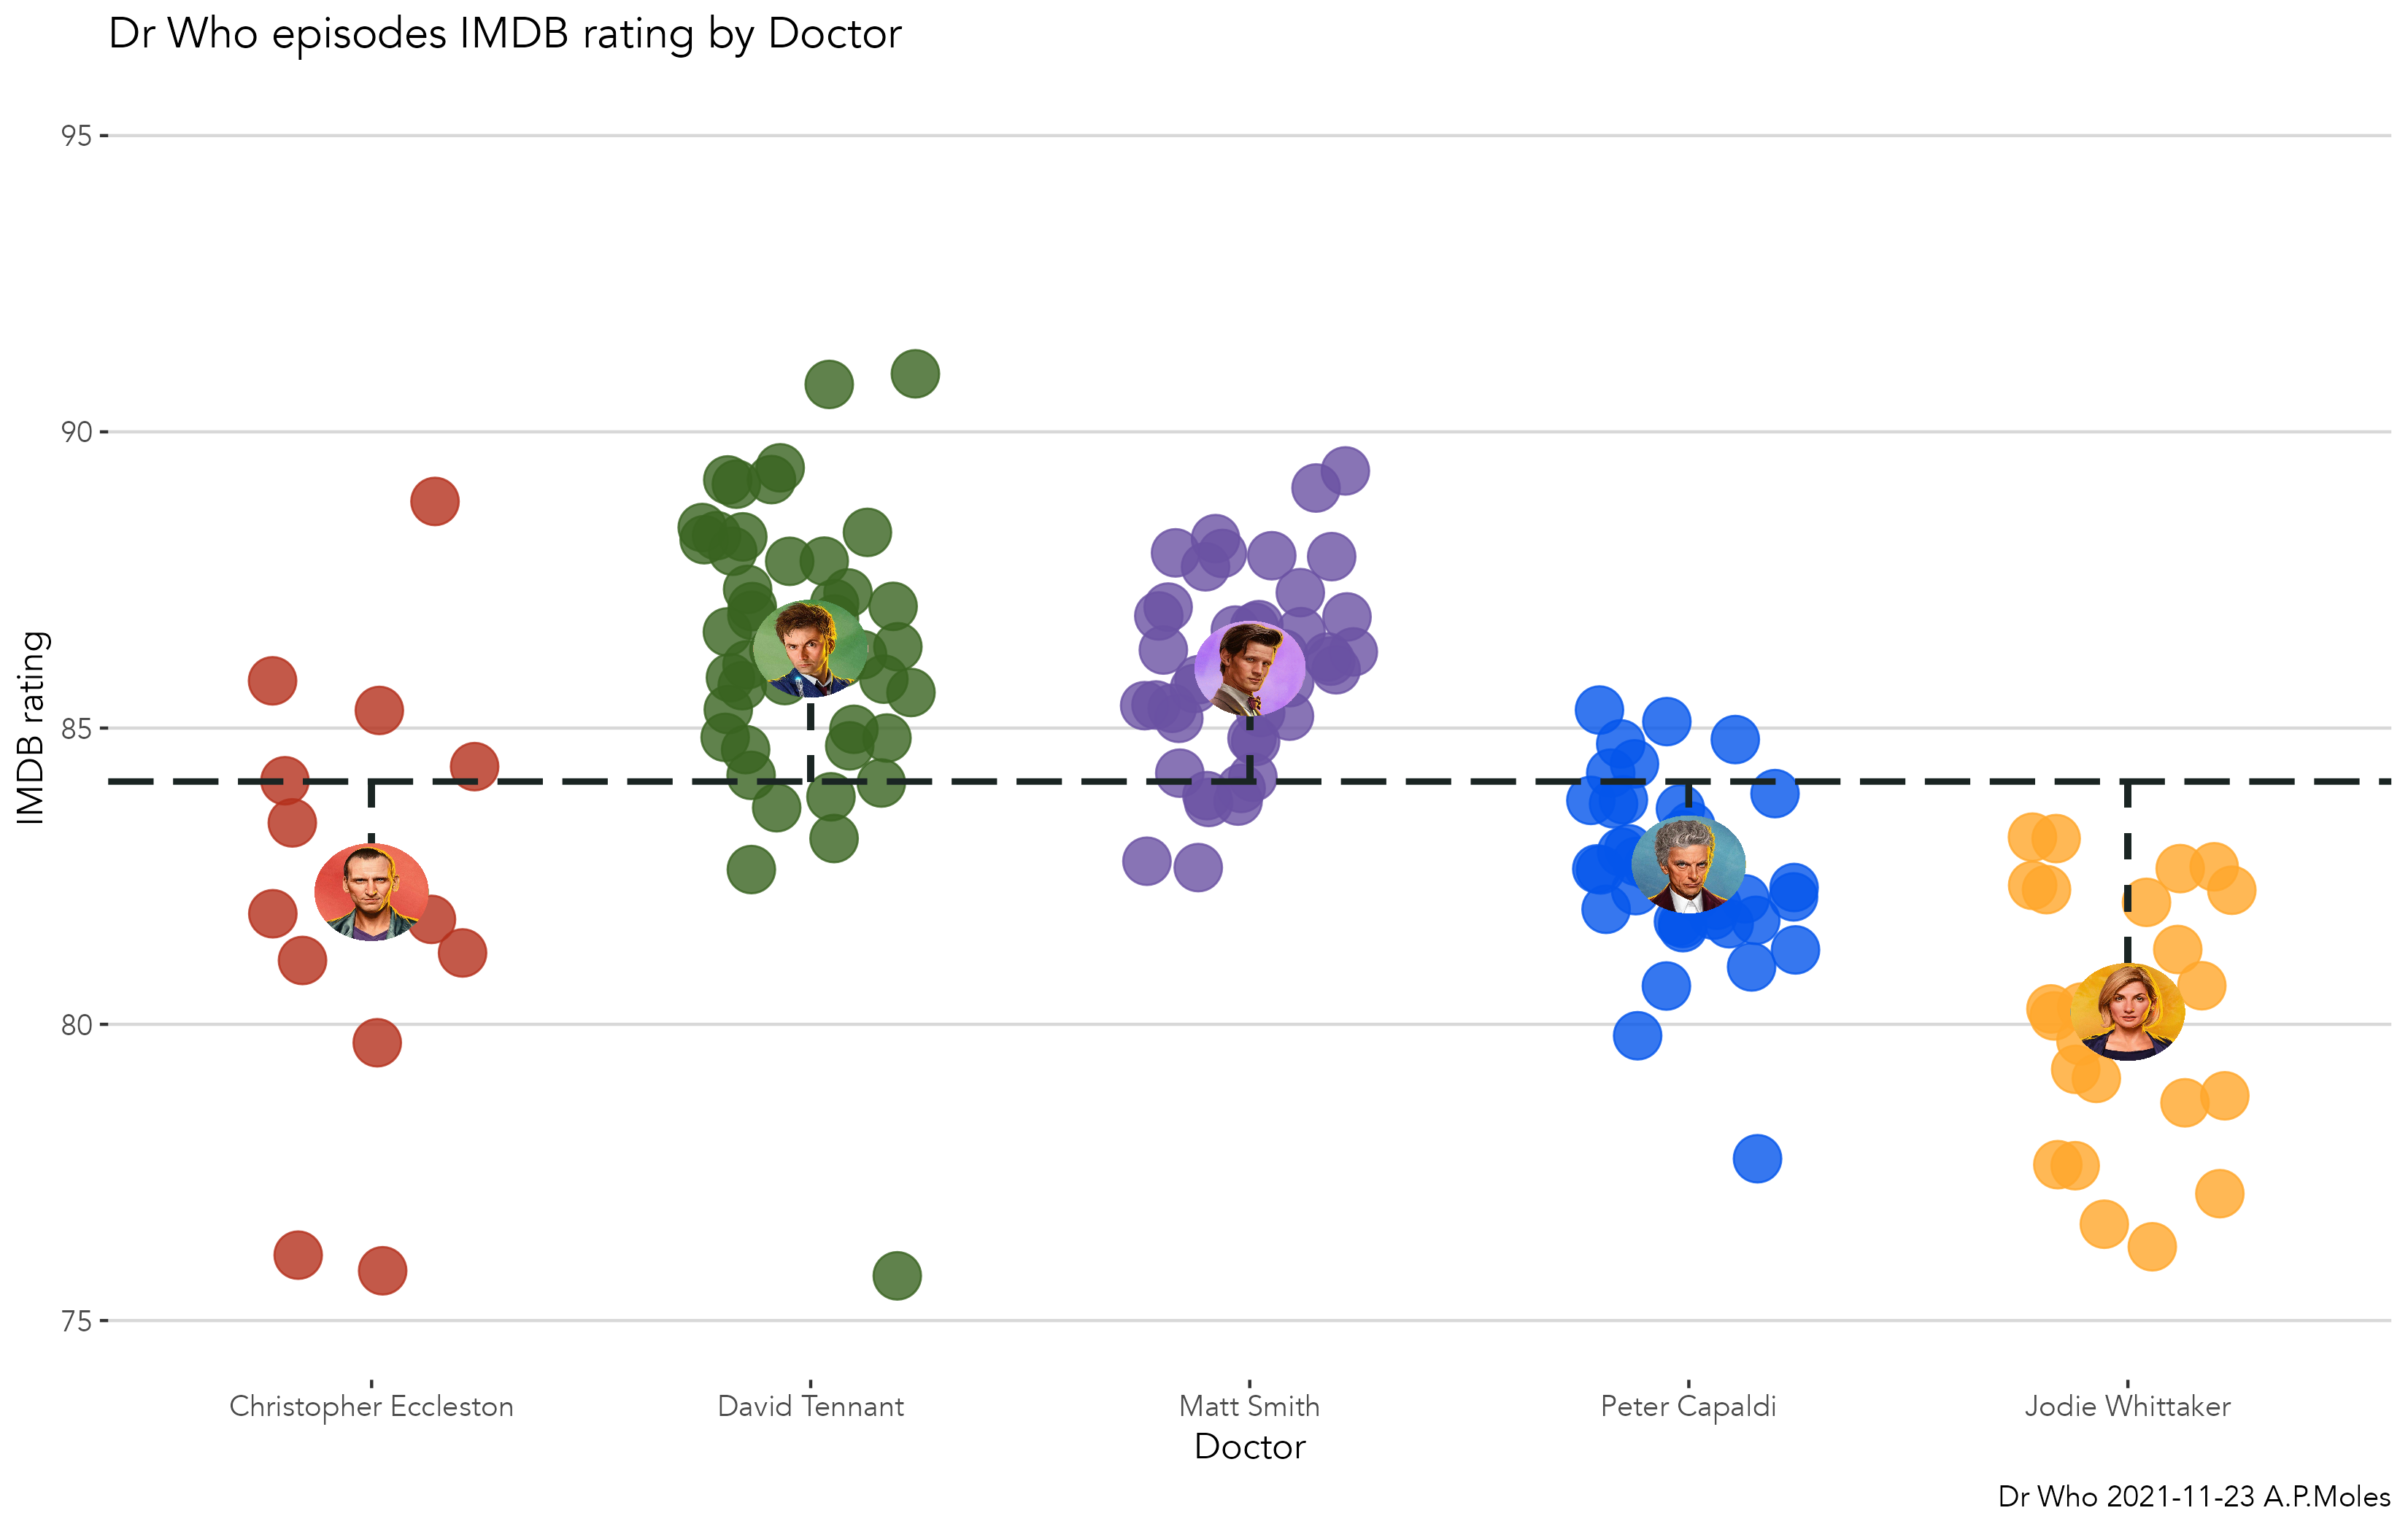 Dr Who episodes IMDB rating by Doctor
95
90
85
80
75
IMDB rating
Christopher Eccleston
David Tennant
Matt Smith
Peter Capaldi
Jodie Whittaker
Doctor
Dr Who 2021-11-23 A.P.Moles